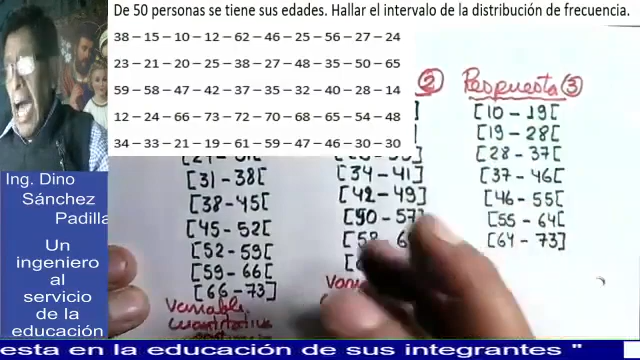 De 50 personas se tiene sus edades. Hallar el intervalo de la distribución de frecuencia.
38 – 15 – 10 – 12 – 62 – 46 – 25 – 56 – 27 – 24
23 – 21 – 20 – 25 – 38 – 27 – 48 – 35 – 50 – 65
59 – 58 – 47 – 42 – 37 – 35 – 32 – 40 – 28 – 14
12 – 24 – 66 – 73 – 72 – 70 – 68 – 65 – 54 – 48
34 – 33 – 21 – 19 – 61 – 59 – 47 – 46 – 30 – 30
[31 – 38[
[38 – 45[
[45 – 52[
[52 – 59[
[59 – 66[
[66 – 73]
Variable
cuantitativa
②
[34 – 41]
[42 – 49]
[50 – 57]
Respuesta ③
[10 – 19[
[19 – 28[
[28 – 37[
[37 – 46[
[46 – 55[
[55 – 64[
[64 – 73]
Ing. Dino
Sánchez
Padilla
Un
ingeniero
al
servicio
de la
educación
esta en la educación de sus integrantes "